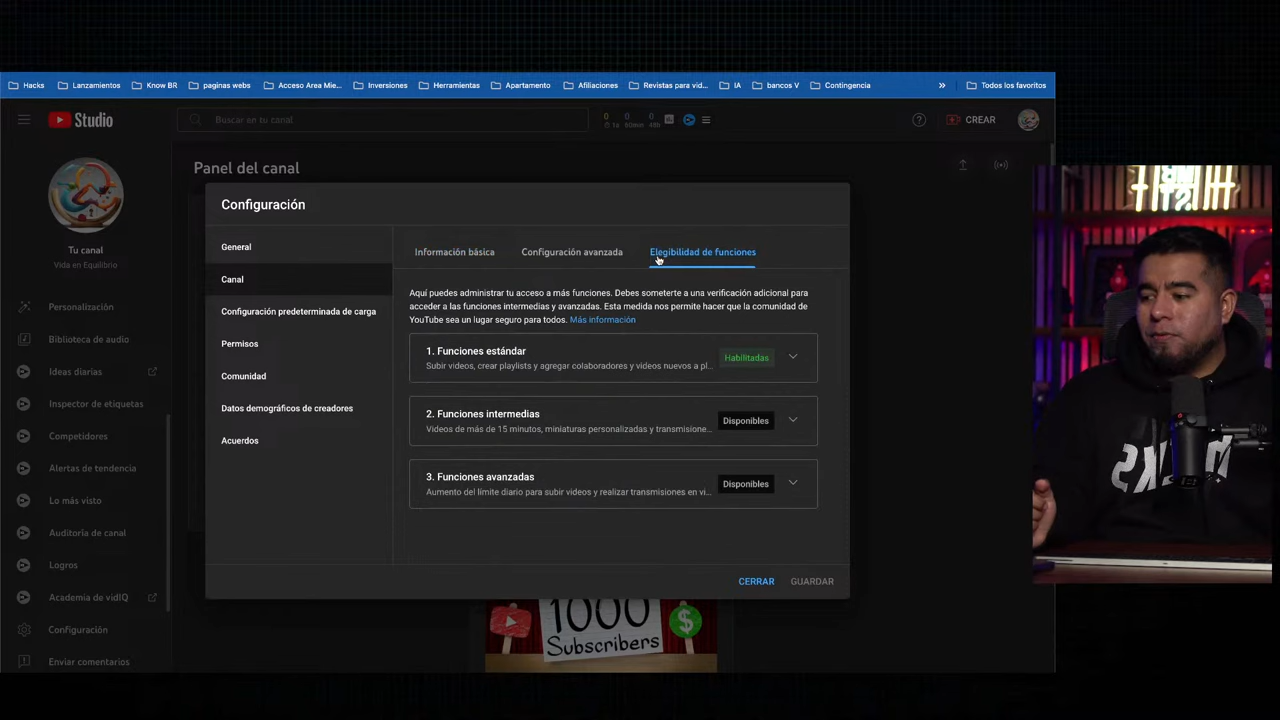 Hacks
Lanzamientos
Know BR
paginas webs
Acceso Area Mie...
Inversiones
Herramientas
Apartamento
Afiliaciones
Revistas para vid...
IA
bancos V
Contingencia
»
Todos los favoritos
Studio
Buscar en tu canal
0 0 0
60min 48h
CREAR
Panel del canal
Tu canal
Vida en Equilibrio
Personalización
Biblioteca de audio
Ideas diarias
Inspector de etiquetas
Competidores
Alertas de tendencia
Lo más visto
Auditoría de canal
Logros
Academia de vidIQ
Configuración
Enviar comentarios
Configuración
General
Canal
Configuración predeterminada de carga
Permisos
Comunidad
Datos demográficos de creadores
Acuerdos
Información básica
Configuración avanzada
Elegibilidad de funciones
Aquí puedes administrar tu acceso a más funciones. Debes someterte a una verificación adicional para
acceder a las funciones intermedias y avanzadas. Esta medida nos permite hacer que la comunidad de
YouTube sea un lugar seguro para todos. Más información
1. Funciones estándar
Subir videos, crear playlists y agregar colaboradores y videos nuevos a pl...
Habilitadas
2. Funciones intermedias
Videos de más de 15 minutos, miniaturas personalizadas y transmisione...
Disponibles
3. Funciones avanzadas
Aumento del límite diario para subir videos y realizar transmisiones en vi...
Disponibles
CERRAR
GUARDAR
1000
Subscribers